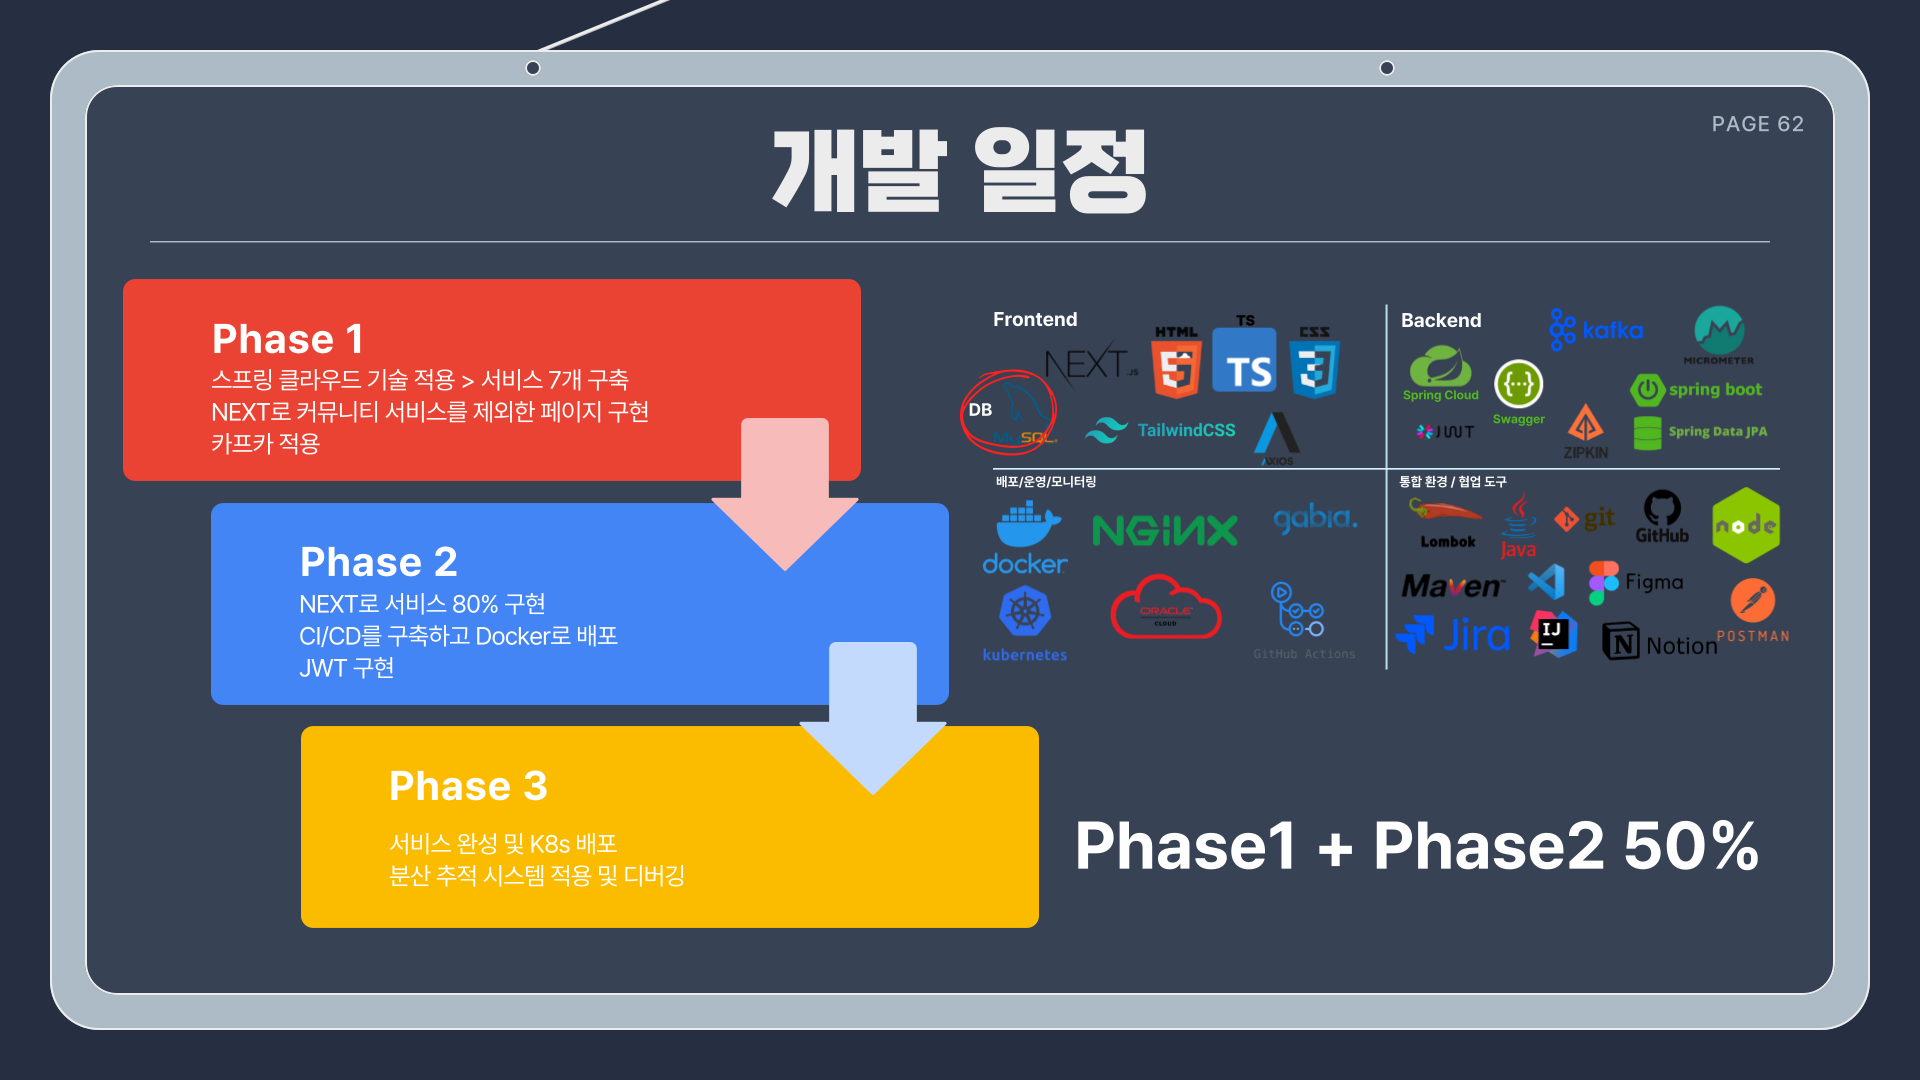 PAGE 62
개발 일정
Phase 1
스프링 클라우드 기술 적용 > 서비스 7개 구축
NEXT로 커뮤니티 서비스를 제외한 페이지 구현
카프카 적용
Phase 2
NEXT로 서비스 80% 구현
CI/CD를 구축하고 Docker로 배포
JWT 구현
Phase 3
서비스 완성 및 K8s 배포
분산 추적 시스템 적용 및 디버깅
Frontend
NEXT.JS
HTML
5
TS
TS
CSS
3
DB
MySQL
TailwindCSS
AXIOS
Backend
kafka
MICROMETER
Spring Cloud
Swagger
spring boot
JWT
ZIPKIN
Spring Data JPA
배포/운영/모니터링
docker
NGINX
gabia.
kubernetes
ORACLE
CLOUD
GitHub Actions
통합 환경 / 협업 도구
Lombok
Java
git
GitHub
node
Maven
Figma
POSTMAN
Jira
IJ
Notion
Phase1 + Phase2 50%